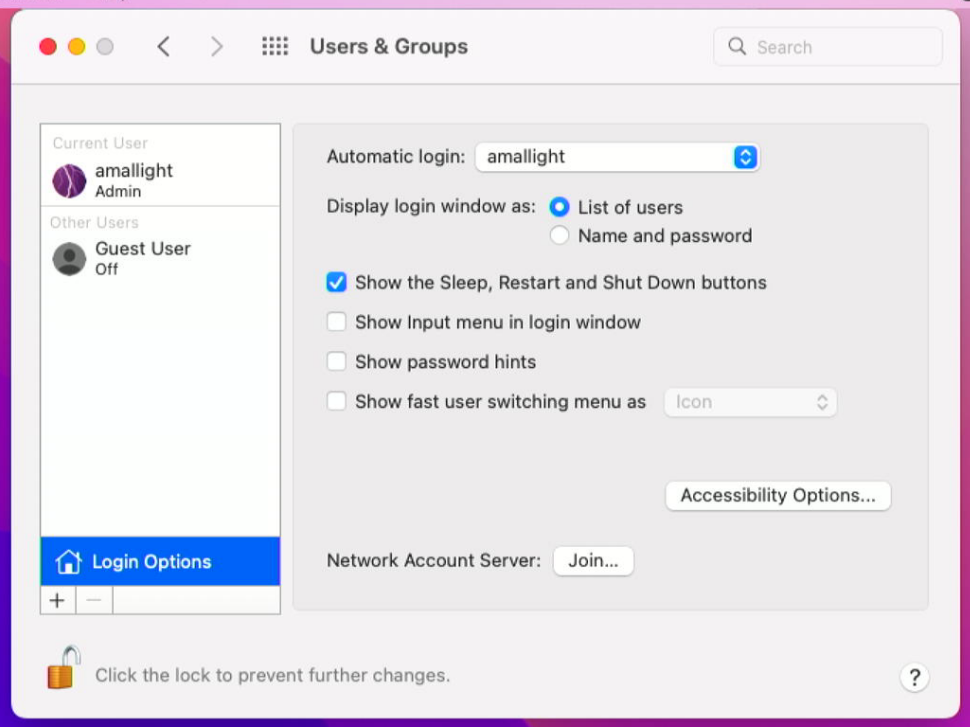 Users & Groups
Search
Current User
amallight
Admin
Other Users
Guest User
Off
Login Options
Automatic login: amallight
Display login window as: List of users
Name and password
Show the Sleep, Restart and Shut Down buttons
Show Input menu in login window
Show password hints
Show fast user switching menu as Icon
Accessibility Options...
Network Account Server: Join...
Click the lock to prevent further changes.
?